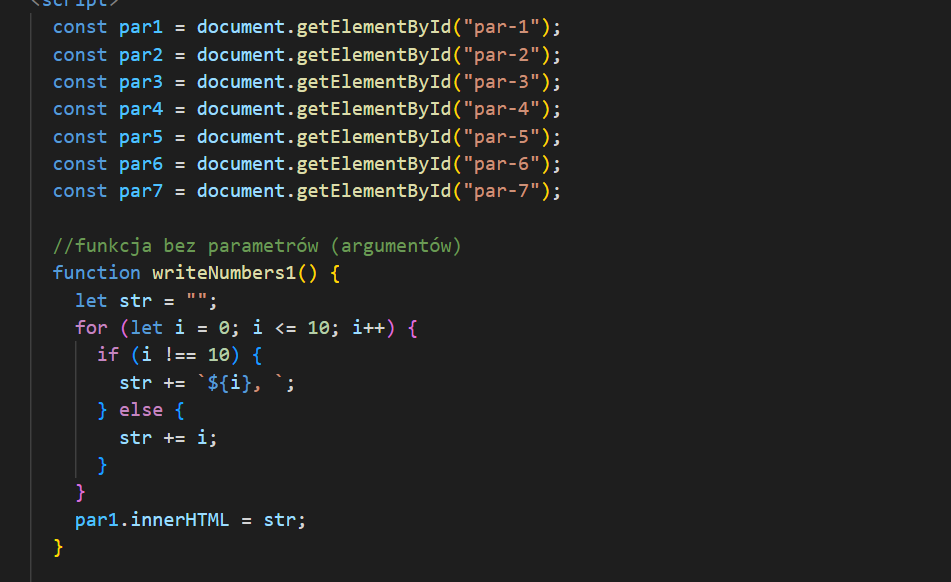 <script>
const par1 = document.getElementById("par-1");
const par2 = document.getElementById("par-2");
const par3 = document.getElementById("par-3");
const par4 = document.getElementById("par-4");
const par5 = document.getElementById("par-5");
const par6 = document.getElementById("par-6");
const par7 = document.getElementById("par-7");
//funkcja bez parametrów (argumentów)
function writeNumbers1() {
let str = "";
for (let i = 0; i <= 10; i++) {
if (i !== 10) {
str += `${i}, `;
} else {
str += i;
}
}
par1.innerHTML = str;
}